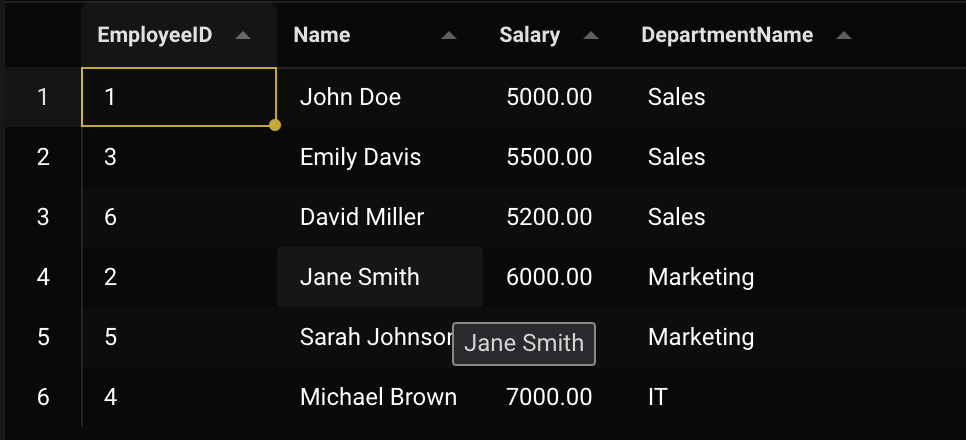 EmployeeID Name Salary DepartmentName
1 1 John Doe 5000.00 Sales
2 3 Emily Davis 5500.00 Sales
3 6 David Miller 5200.00 Sales
4 2 Jane Smith 6000.00 Marketing
5 5 Sarah Johnson Jane Smith Marketing
6 4 Michael Brown 7000.00 IT